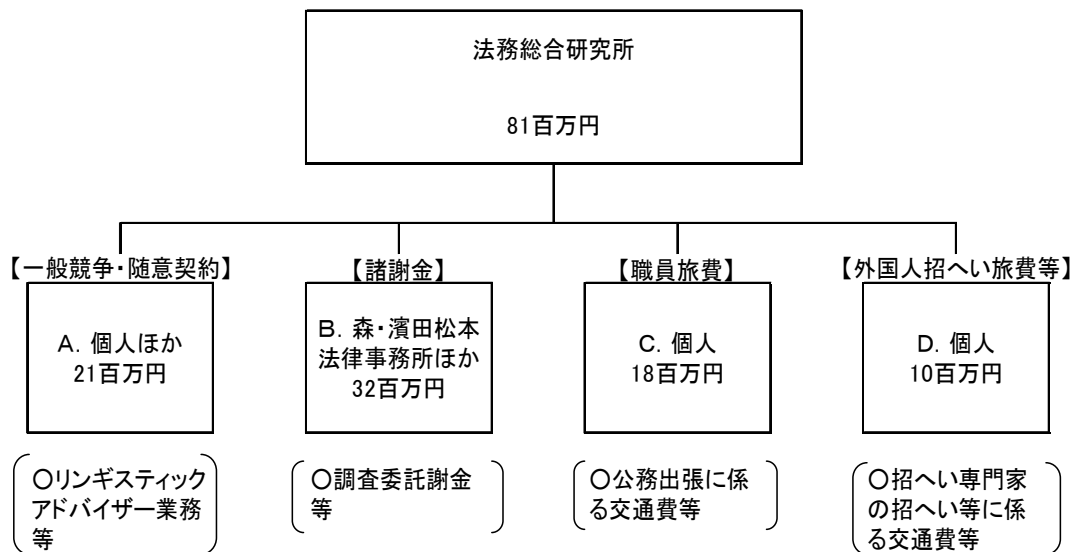 法務総合研究所
81百万円
【一般競争・随意契約】
【諸謝金】
【職員旅費】
【外国人招へい旅費等】
A. 個人ほか
21百万円
B. 森・濱田松本
法律事務所ほか
32百万円
C. 個人
18百万円
D. 個人
10百万円
○リンギスティック
アドバイザー業務
等
○調査委託謝金
等
○公務出張に係
る交通費等
○招へい専門家
の招へい等に係
る交通費等